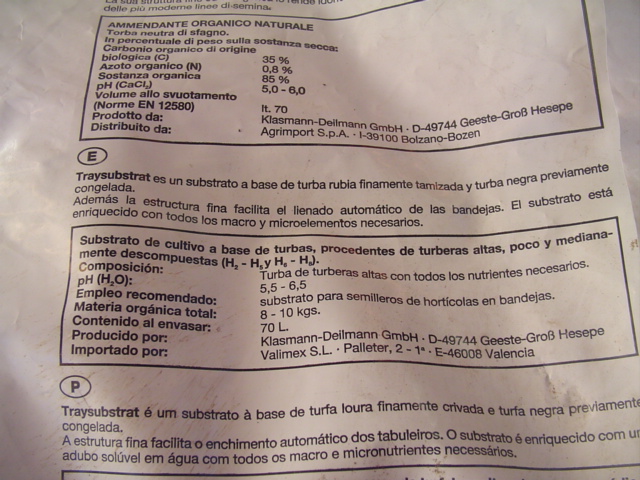 delle più moderne linee di semina.
AMMENDANTE ORGANICO NATURALE
Torba neutra di sfagno.
In percentuale di peso sulla sostanza secca:
Carbonio organico di origine
biologica (C) 35 %
Azoto organico (N) 0,8 %
Sostanza organica 85 %
pH (CaCl₂) 5,0 - 6,0
Volume allo svuotamento
(Norme EN 12580) lt. 70
Prodotto da: Klasmann-Deilmann GmbH · D-49744 Geeste-Groß Hesepe
Distribuito da: Agrimport S.p.A. · I-39100 Bolzano-Bozen
E
Traysubstrat es un substrato a base de turba rubia finamente tamizada y turba negra previamente
congelada.
Además la estructura fina facilita el llenado automático de las bandejas. El substrato está
enriquecido con todos los macro y microelementos necesarios.
Substrato de cultivo a base de turbas, procedentes de turberas altas, poco y mediana-
mente descompuestas (H₂ - H₅ y H₆ - H₈).
Composición: Turba de turberas altas con todos los nutrientes necesarios.
pH (H₂O): 5,5 - 6,5
Empleo recomendado: substrato para semilleros de hortícolas en bandejas.
Materia orgánica total: 8 - 10 kgs.
Contenido al envasar: 70 L.
Producido por: Klasmann-Deilmann GmbH · D-49744 Geeste-Groß Hesepe
Importado por: Valimex S.L. · Palleter, 2 - 1ª · E-46008 Valencia
P
Traysubstrat é um substrato à base de turfa loura finamente crivada e turfa negra previamente
congelada.
A estrutura fina facilita o enchimento automático dos tabuleiros. O substrato é enriquecido com
adubo solúvel em água com todos os macro e micronutrientes necessários.